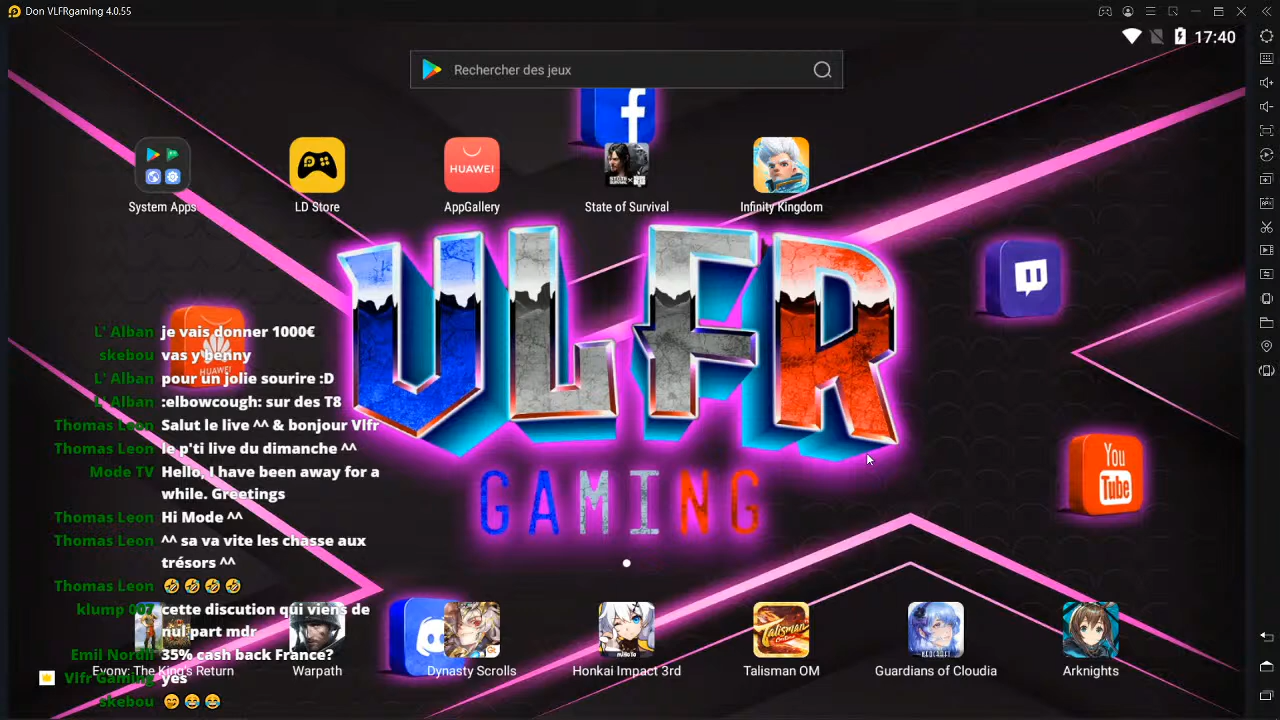 Don VLFRgaming 4.0.55
17:40
Rechercher des jeux
f
HUAWEI
System Apps
LD Store
AppGallery
State of Survival
Infinity Kingdom
VLFR
GAMING
HUAWEI
You
Tube
L' Alban je vais donner 1000€
skebou vas y benny
L' Alban pour un jolie sourire :D
L' Alban :elbowcough: sur des T8
Thomas Leon Salut le live ^^ & bonjour Vlfr
Thomas Leon le p'ti live du dimanche ^^
Mode TV Hello, I have been away for a
while. Greetings
Thomas Leon Hi Mode ^^
Thomas Leon ^^ sa va vite les chasse aux
trésors ^^
Thomas Leon 🤣 🤣 🤣 🤣
klump 007 cette discution qui viens de
nul part mdr
Emil Nordli 35% cash back France?
Vlfr Gaming yes
skebou 😁 😂 😂
Evony: The King's Return
Warpath
Dynasty Scrolls
Honkai Impact 3rd
Talisman OM
Guardians of Cloudia
Arknights